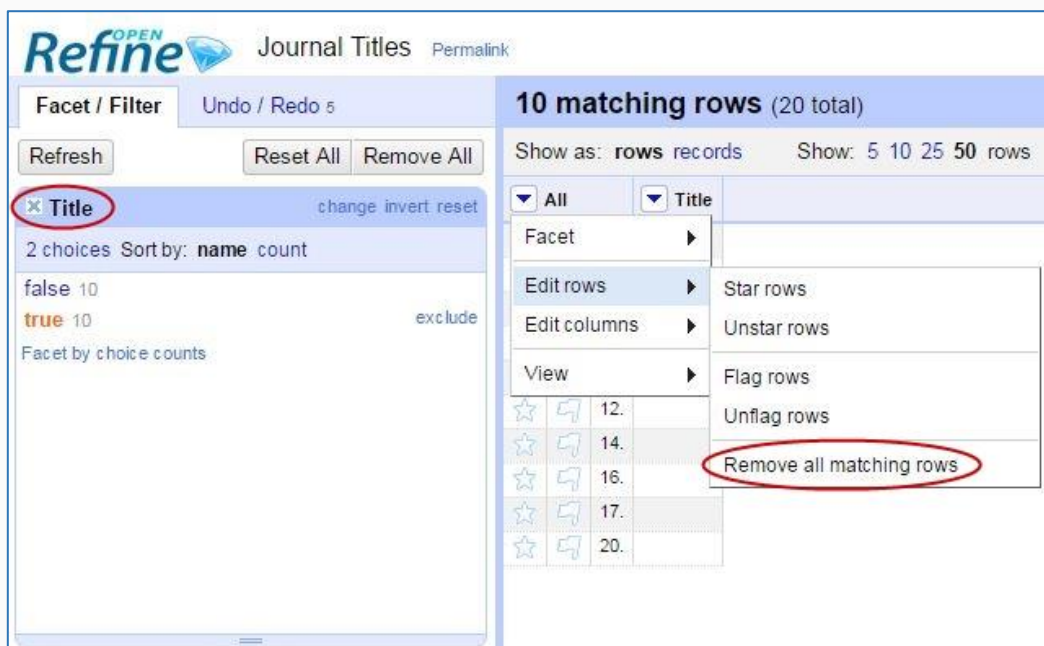 OPEN
Refine Journal Titles Permalink
Facet / Filter Undo / Redo 5
Refresh Reset All Remove All
Title change invert reset
2 choices Sort by: name count
false 10
true 10 exclude
Facet by choice counts
10 matching rows (20 total)
Show as: rows records Show: 5 10 25 50 rows
All Title
Facet
Edit rows
Edit columns
View
Star rows
Unstar rows
Flag rows
Unflag rows
Remove all matching rows
12.
14.
16.
17.
20.